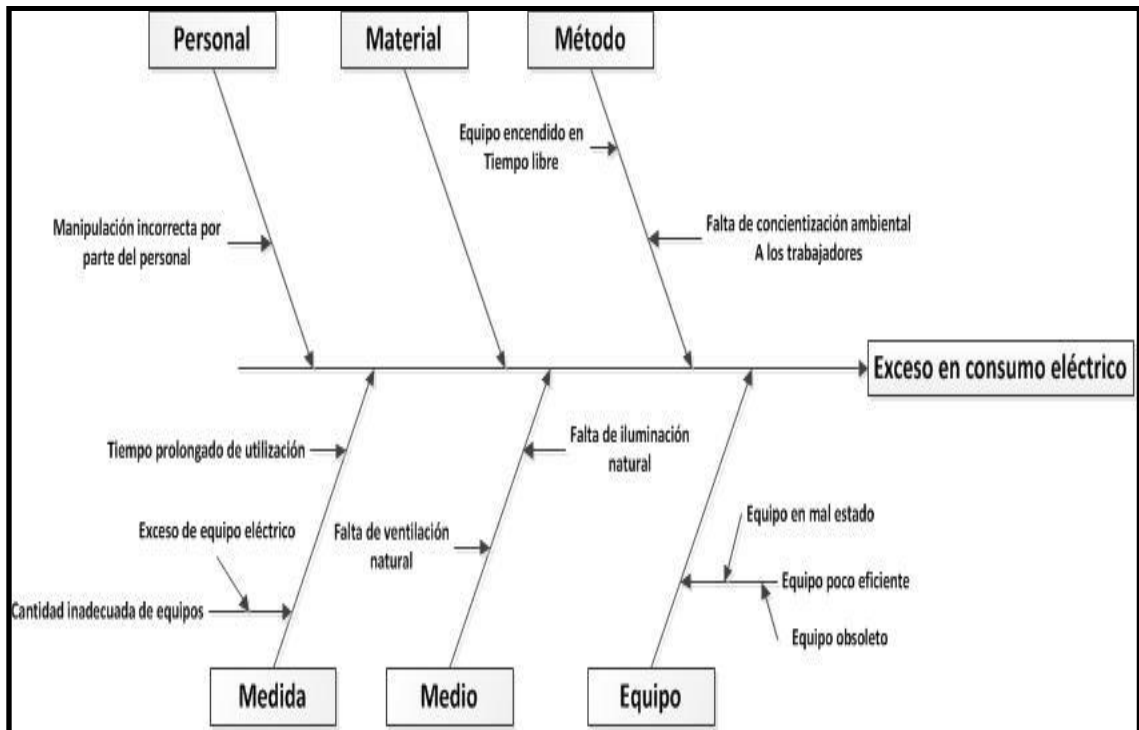 Personal
Material
Método
Equipo encendido en
Tiempo libre
Manipulación incorrecta por
parte del personal
Falta de concientización ambiental
A los trabajadores
Exceso en consumo eléctrico
Tiempo prolongado de utilización
Falta de iluminación
natural
Exceso de equipo eléctrico
Falta de ventilación
natural
Equipo en mal estado
Cantidad inadecuada de equipos
Equipo poco eficiente
Equipo obsoleto
Medida
Medio
Equipo